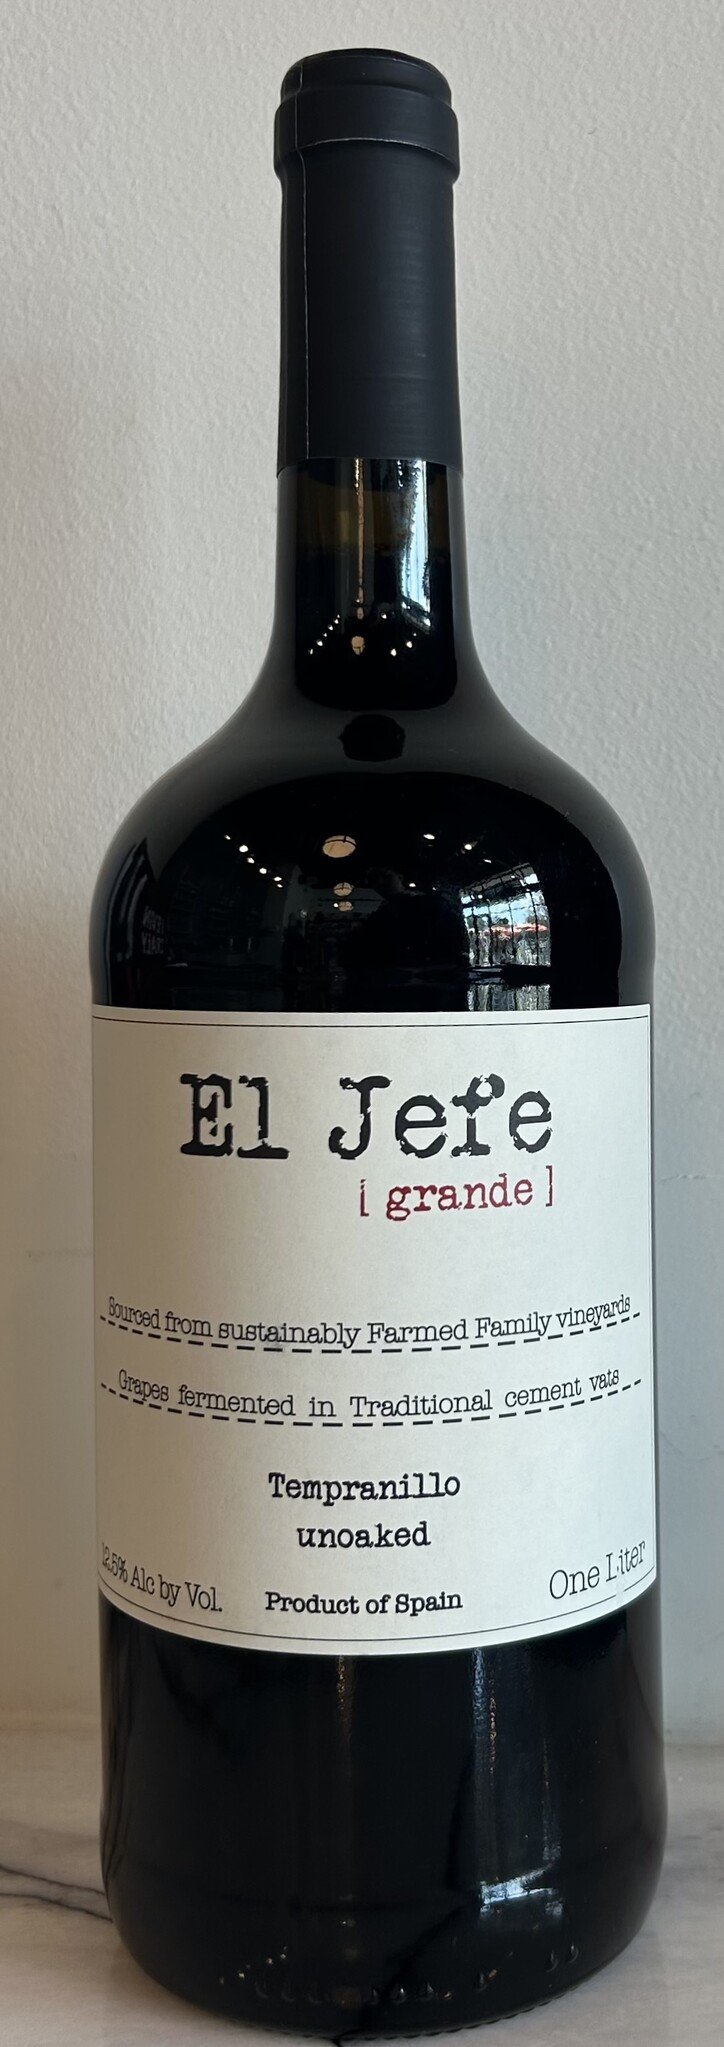 El Jefe
[ grande ]
Sourced from sustainably Farmed Family vineyards
Grapes fermented in Traditional cement vats
Tempranillo
unoaked
12.5% Alc by Vol.
Product of Spain
One Liter